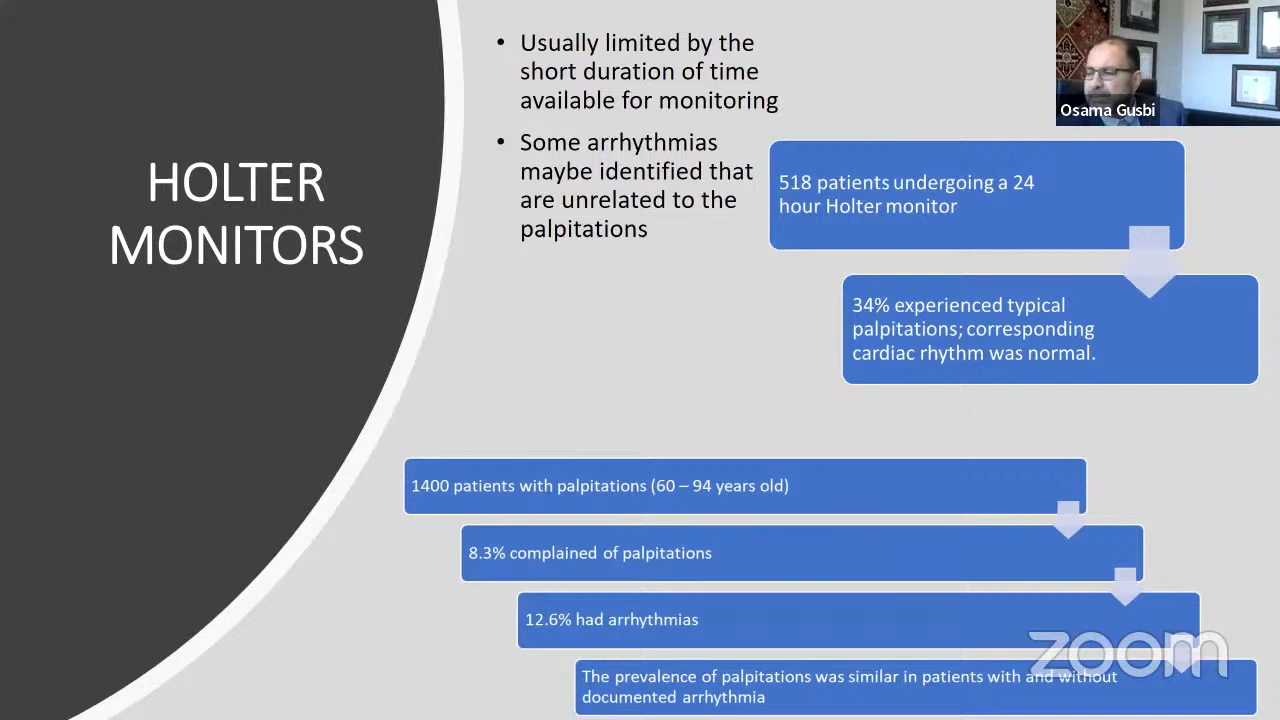 HOLTER
MONITORS
• Usually limited by the
short duration of time
available for monitoring
• Some arrhythmias
maybe identified that
are unrelated to the
palpitations
Osama Gusbi
518 patients undergoing a 24
hour Holter monitor
34% experienced typical
palpitations; corresponding
cardiac rhythm was normal.
1400 patients with palpitations (60 – 94 years old)
8.3% complained of palpitations
12.6% had arrhythmias
The prevalence of palpitations was similar in patients with and without
documented arrhythmia
zoom